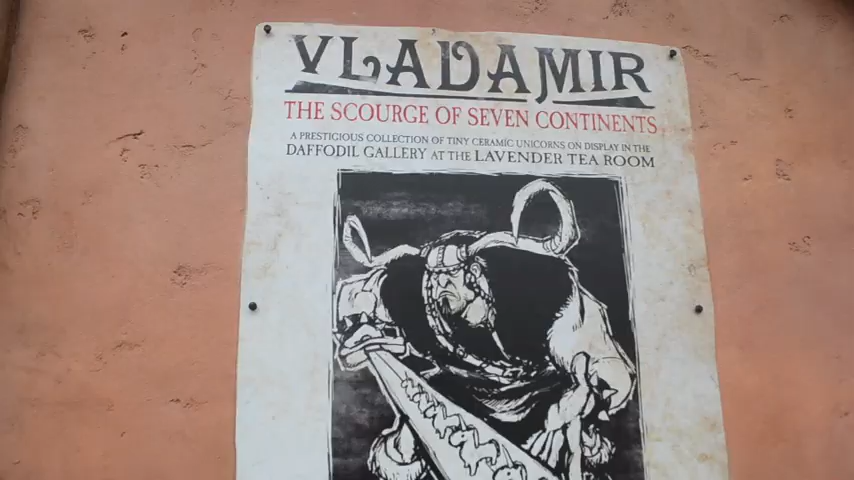 VLADAMIR
THE SCOURGE OF SEVEN CONTINENTS
A PRESTICIOUS COLLECTION OF TINY CERAMIC UNICORNS ON DISPLAY IN THE
DAFFODIL GALLERY AT THE LAVENDER TEA ROOM